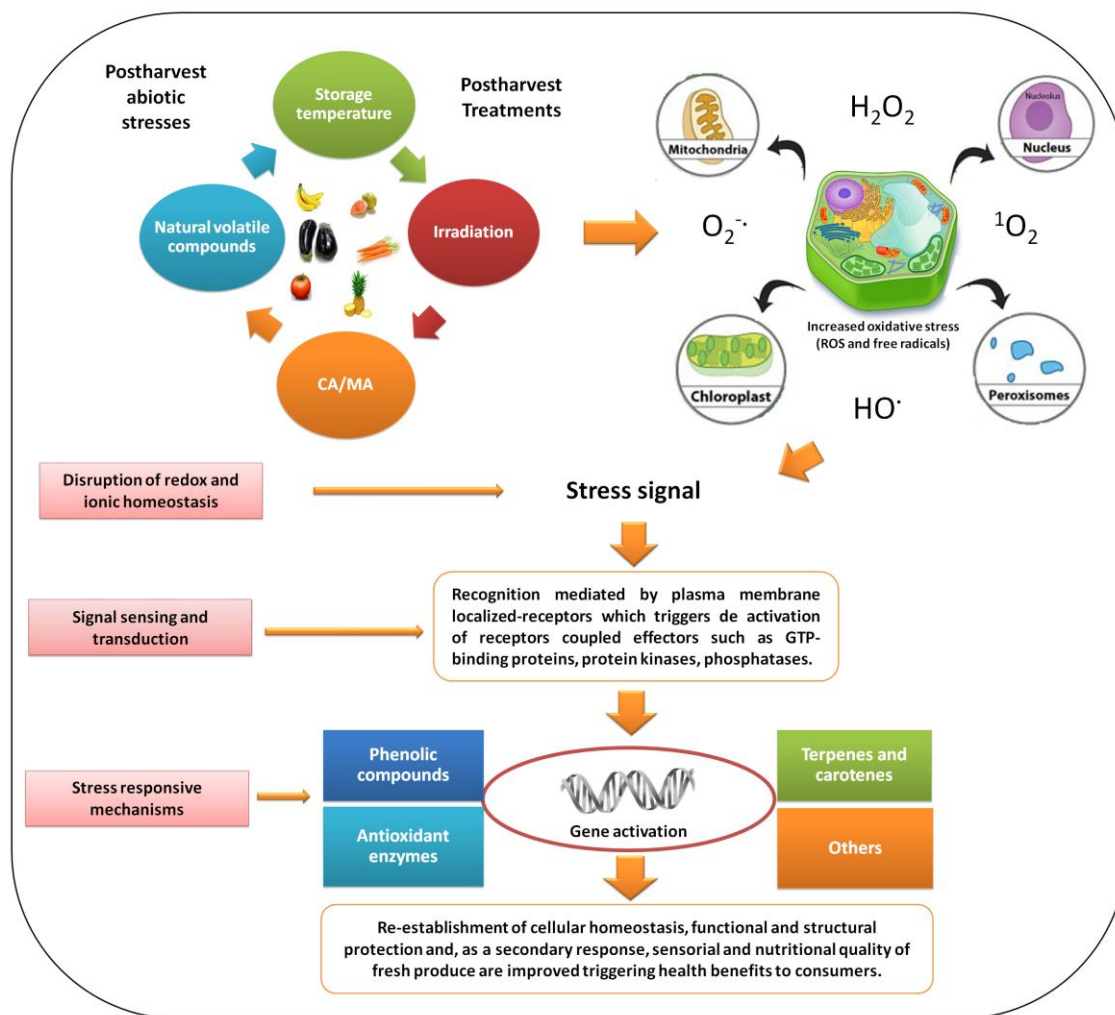 Postharvest
abiotic
stresses
Storage
temperature
Postharvest
Treatments
Natural volatile
compounds
Irradiation
CA/MA
Mitochondria
H₂O₂
Nucleolus
Nucleus
O₂⁻·
¹O₂
Increased oxidative stress
(ROS and free radicals)
Chloroplast
HO·
Peroxisomes
Disruption of redox and
ionic homeostasis
Stress signal
Signal sensing and
transduction
Recognition mediated by plasma membrane
localized-receptors which triggers de activation
of receptors coupled effectors such as GTP-
binding proteins, protein kinases, phosphatases.
Stress responsive
mechanisms
Phenolic
compounds
Antioxidant
enzymes
Gene activation
Terpenes and
carotenes
Others
Re-establishment of cellular homeostasis, functional and structural
protection and, as a secondary response, sensorial and nutritional quality of
fresh produce are improved triggering health benefits to consumers.